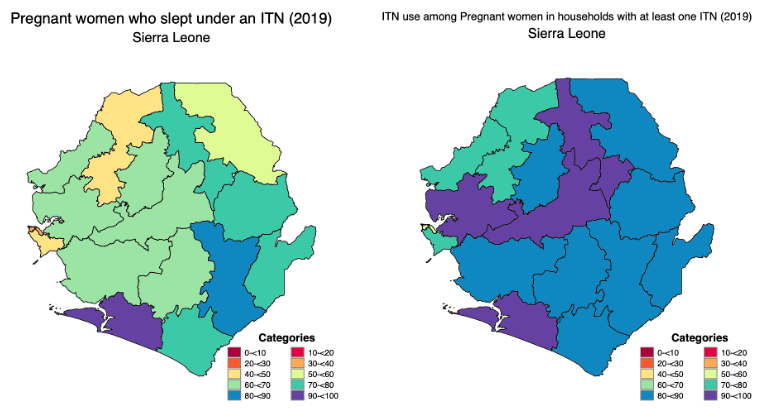 Pregnant women who slept under an ITN (2019)
Sierra Leone
Categories
0-<10 10-<20
20-<30 30-<40
40-<50 50-<60
60-<70 70-<80
80-<90 90-<100
ITN use among Pregnant women in households with at least one ITN (2019)
Sierra Leone
Categories
0-<10 10-<20
20-<30 30-<40
40-<50 50-<60
60-<70 70-<80
80-<90 90-<100